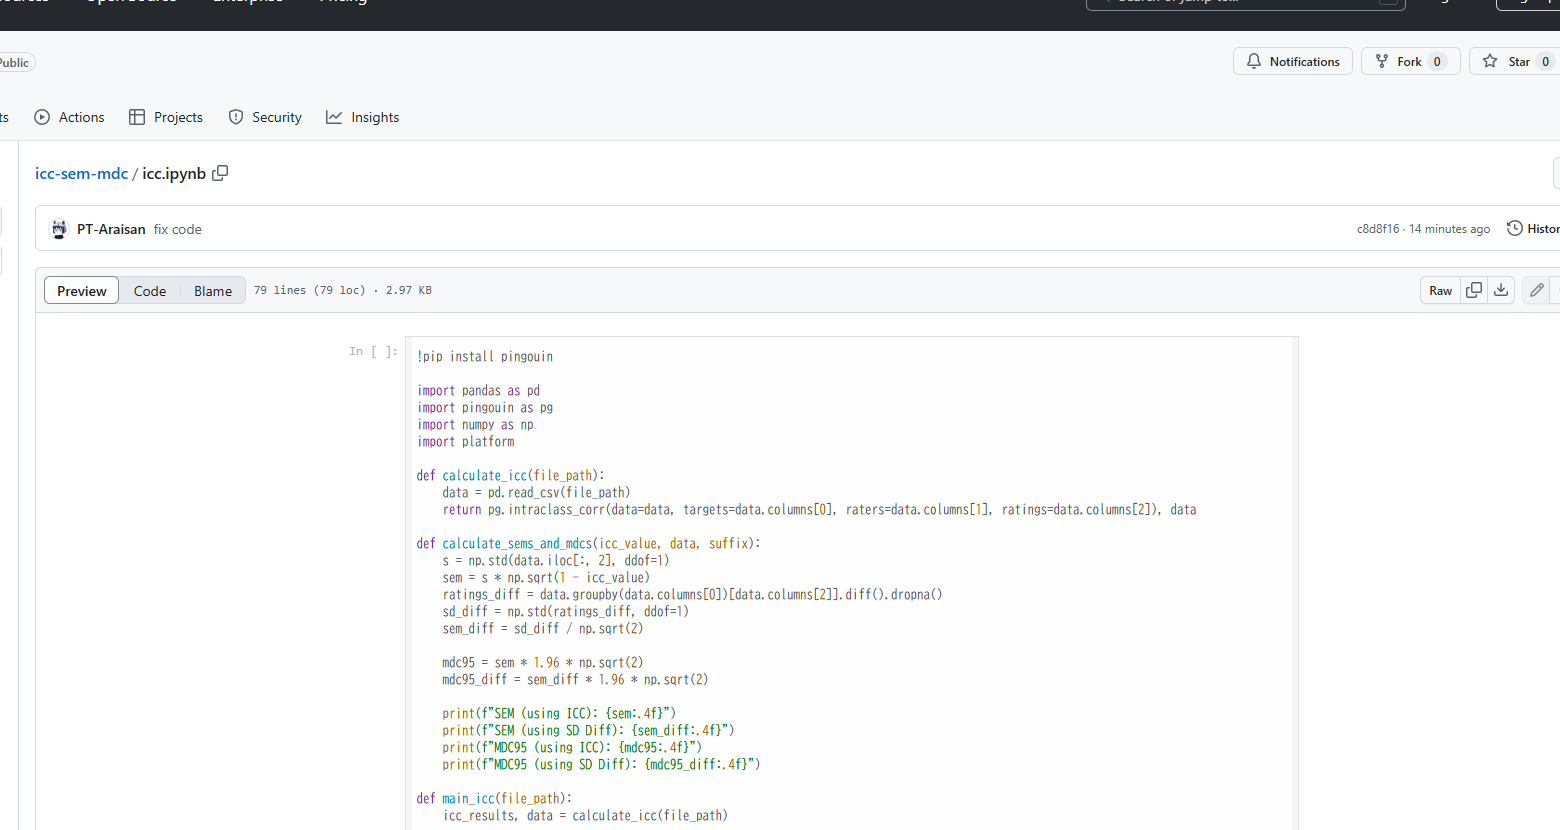 Public
Notifications
Fork 0
Star 0
Actions
Projects
Security
Insights
icc-sem-mdc / icc.ipynb
PT-Araisan fix code
c8d8f16 · 14 minutes ago
Preview
Code
Blame
79 lines (79 loc) · 2.97 KB
Raw
In [ ]:
!pip install pingouin
import pandas as pd
import pingouin as pg
import numpy as np
import platform
def calculate_icc(file_path):
data = pd.read_csv(file_path)
return pg.intraclass_corr(data=data, targets=data.columns[0], raters=data.columns[1], ratings=data.columns[2]), data
def calculate_sems_and_mdcs(icc_value, data, suffix):
s = np.std(data.iloc[:, 2], ddof=1)
sem = s * np.sqrt(1 - icc_value)
ratings_diff = data.groupby(data.columns[0])[data.columns[2]].diff().dropna()
sd_diff = np.std(ratings_diff, ddof=1)
sem_diff = sd_diff / np.sqrt(2)
mdc95 = sem * 1.96 * np.sqrt(2)
mdc95_diff = sem_diff * 1.96 * np.sqrt(2)
print(f"SEM (using ICC): {sem:.4f}")
print(f"SEM (using SD Diff): {sem_diff:.4f}")
print(f"MDC95 (using ICC): {mdc95:.4f}")
print(f"MDC95 (using SD Diff): {mdc95_diff:.4f}")
def main_icc(file_path):
icc_results, data = calculate_icc(file_path)